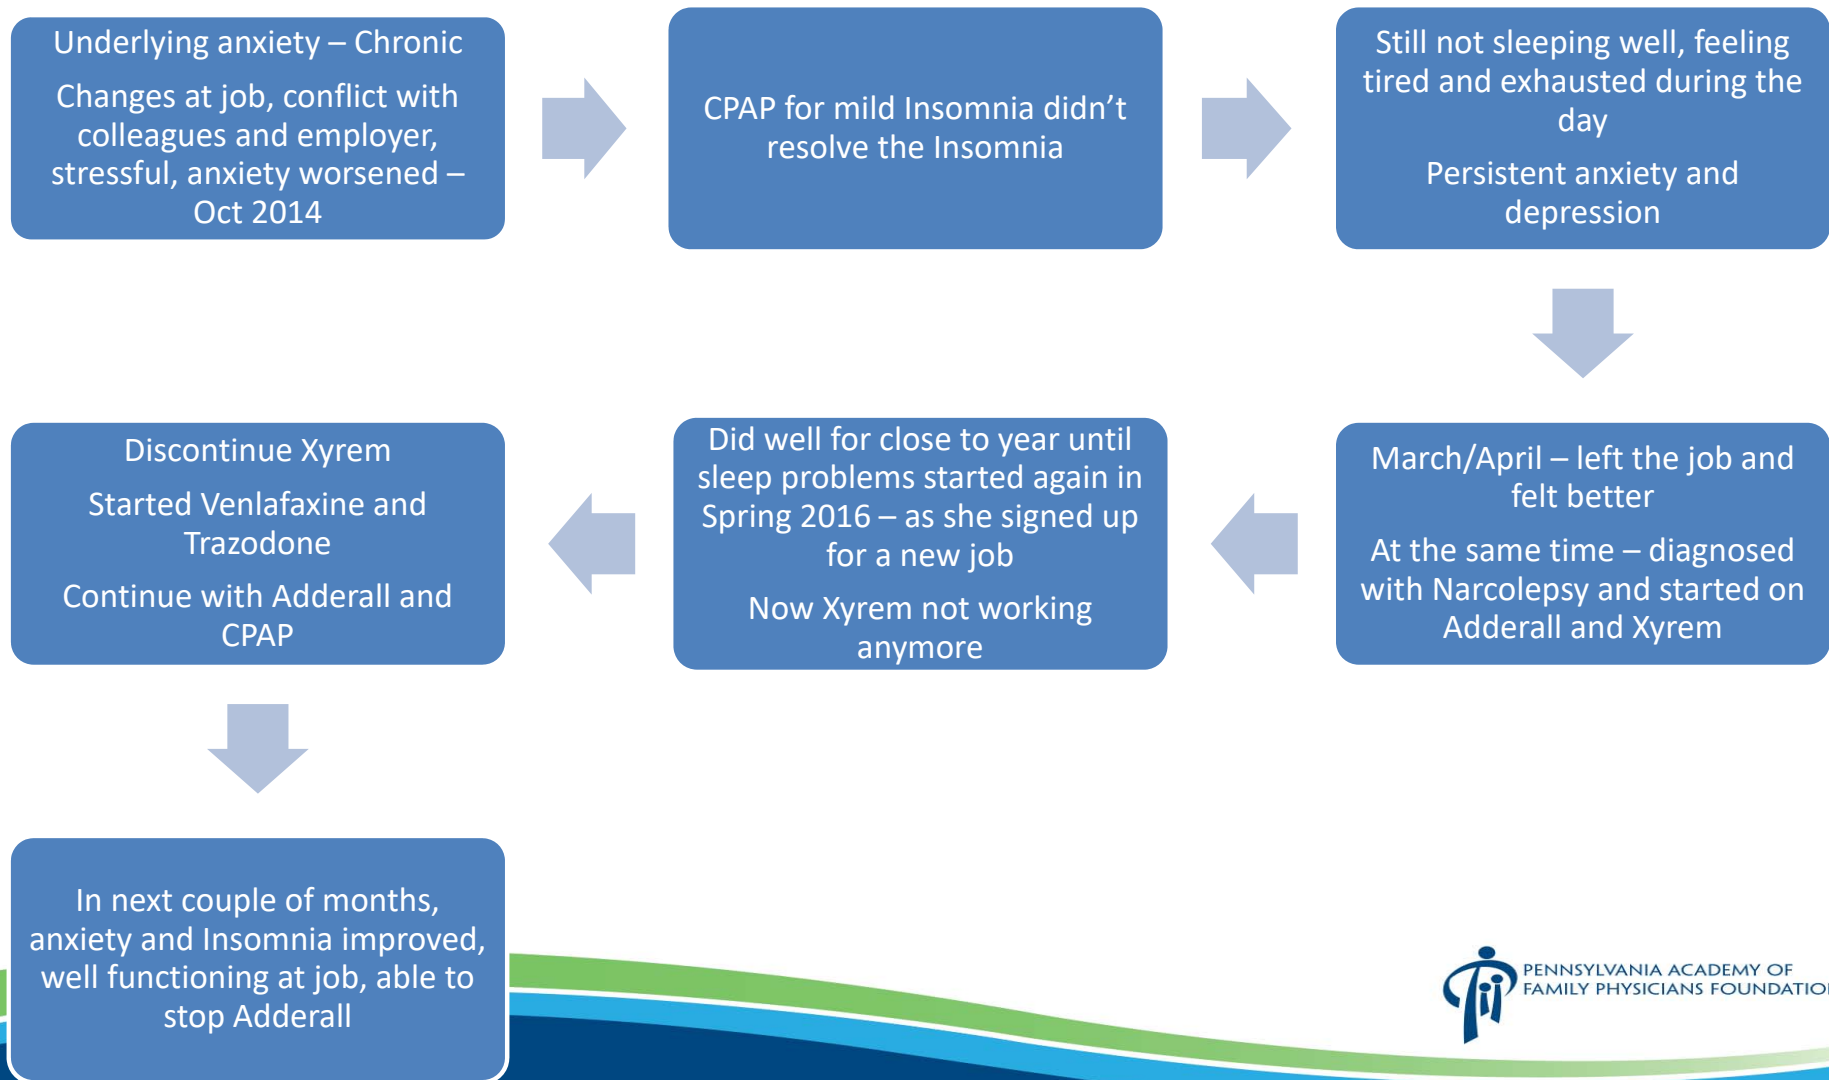 Underlying anxiety – Chronic
Changes at job, conflict with
colleagues and employer,
stressful, anxiety worsened –
Oct 2014
CPAP for mild Insomnia didn’t
resolve the Insomnia
Still not sleeping well, feeling
tired and exhausted during the
day
Persistent anxiety and
depression
March/April – left the job and
felt better
At the same time – diagnosed
with Narcolepsy and started on
Adderall and Xyrem
Did well for close to year until
sleep problems started again in
Spring 2016 – as she signed up
for a new job
Now Xyrem not working
anymore
Discontinue Xyrem
Started Venlafaxine and
Trazodone
Continue with Adderall and
CPAP
In next couple of months,
anxiety and Insomnia improved,
well functioning at job, able to
stop Adderall
PENNSYLVANIA ACADEMY OF
FAMILY PHYSICIANS FOUNDATION